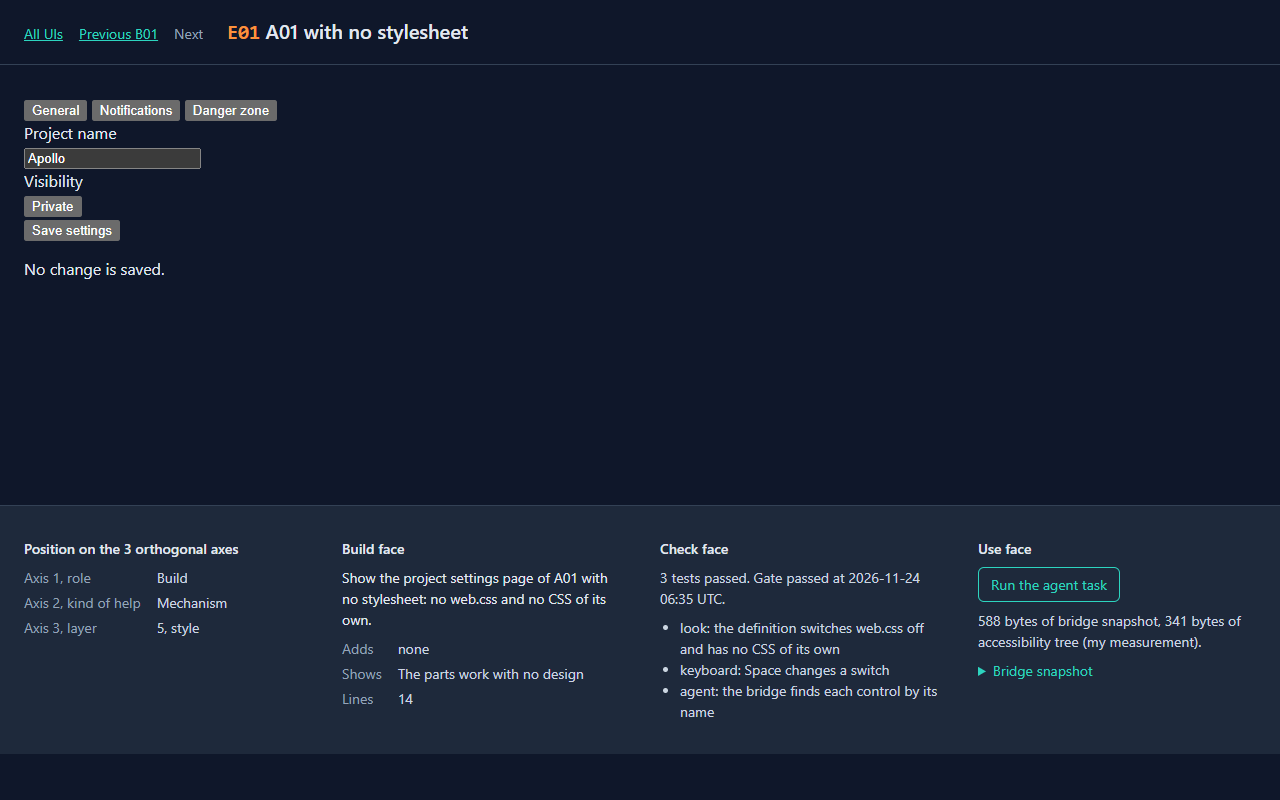 All UIs Previous B01 Next E01 A01 with no stylesheet
General Notifications Danger zone
Project name
Apollo
Visibility
Private
Save settings
No change is saved.
Position on the 3 orthogonal axes
Axis 1, role Build
Axis 2, kind of help Mechanism
Axis 3, layer 5, style
Build face
Show the project settings page of A01 with
no stylesheet: no web.css and no CSS of its
own.
Adds none
Shows The parts work with no design
Lines 14
Check face
3 tests passed. Gate passed at 2026-11-24
06:35 UTC.
look: the definition switches web.css off
and has no CSS of its own
keyboard: Space changes a switch
agent: the bridge finds each control by its
name
Use face
Run the agent task
588 bytes of bridge snapshot, 341 bytes of
accessibility tree (my measurement).
Bridge snapshot